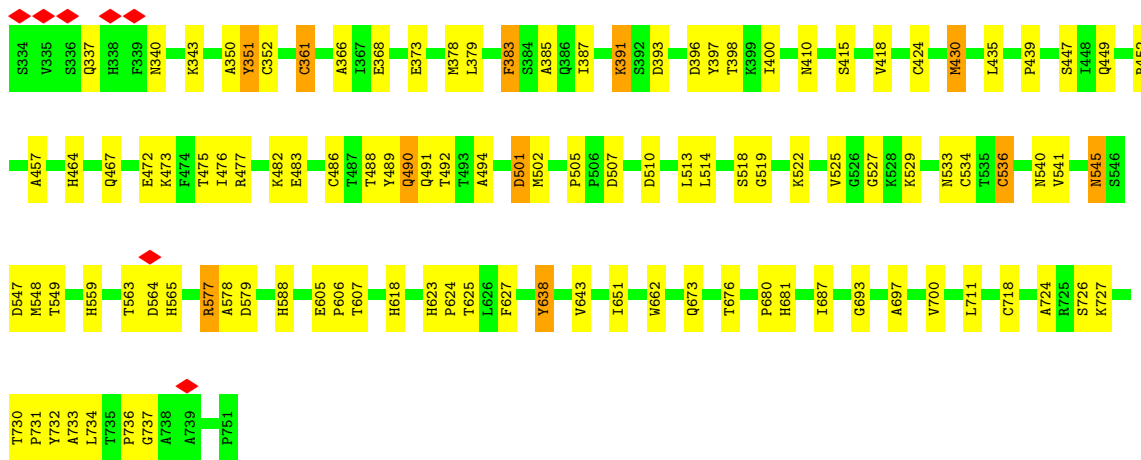 S334 V335 S336 Q337 H338 F339 N340 K343 A350 Y351 C352 C361 A366 I367 E368 E373 M378 L379 F383 S384 A385 Q386 I387 K391 S392 D393 D396 Y397 T398 K399 I400 N410 S415 V418 C424 M430 L435 P439 S447 I448 Q449
A457 H464 Q467 E472 K473 F474 T475 I476 R477 K482 E483 C486 T487 T488 Y489 Q490 Q491 T492 T493 A494 D501 M502 P505 P506 D507 D510 L513 L514 S518 G519 K522 V525 G526 G527 K528 K529 N533 C534 T535 C536 N540 V541 N545 S546
D547 M548 T549 H559 T563 D564 H565 R577 A578 D579 H588 E605 P606 T607 H618 H623 P624 T625 L626 F627 Y638 V643 I651 W662 Q673 T676 P680 H681 I687 G693 A697 V700 L711 C718 A724 R725 S726 K727
T730 P731 Y732 A733 L734 T735 P736 G737 A738 A739 P751